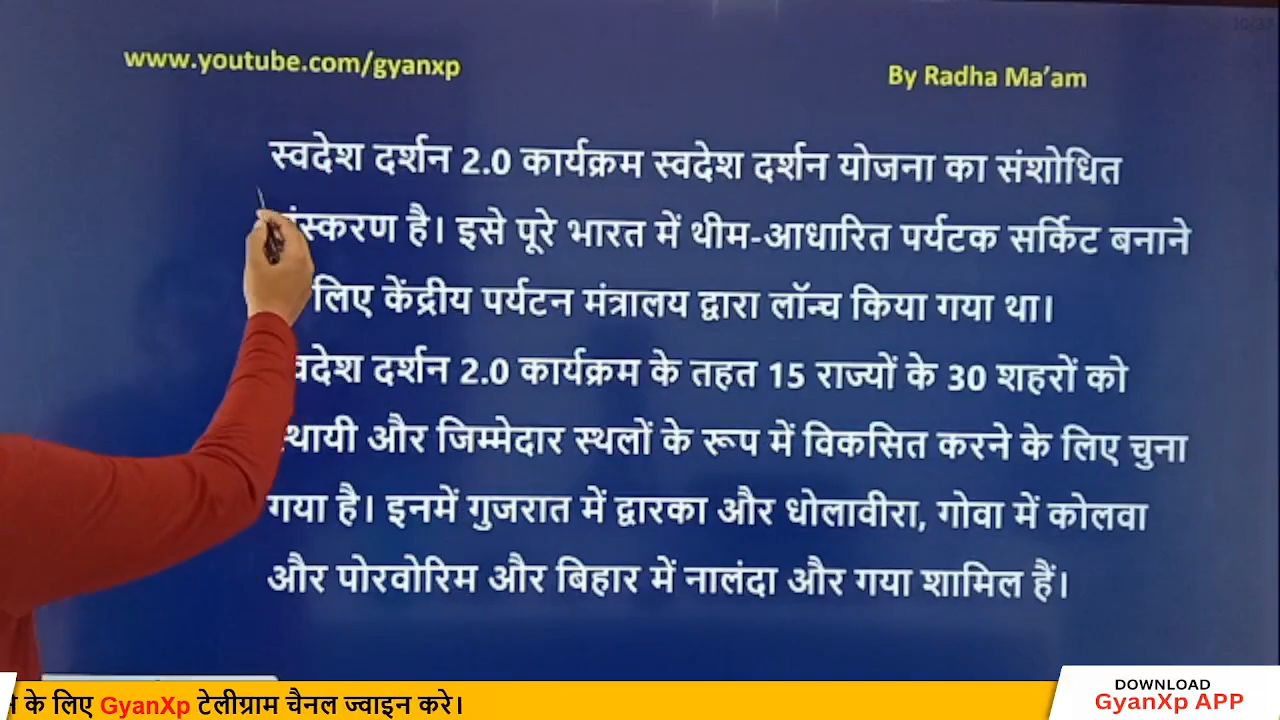 www.youtube.com/gyanxp
By Radha Ma’am
स्वदेश दर्शन 2.0 कार्यक्रम स्वदेश दर्शन योजना का संशोधित
है। इसे पूरे भारत में थीम-आधारित पर्यटक सर्किट बनाने
लिए केंद्रीय पर्यटन मंत्रालय द्वारा लॉन्च किया गया था।
दर्शन 2.0 कार्यक्रम के तहत 15 राज्यों के 30 शहरों को
और जिम्मेदार स्थलों के रूप में विकसित करने के लिए चुना
गया है। इनमें गुजरात में द्वारका और धोलावीरा, गोवा में कोलवा
और पोरवोरिम और बिहार में नालंदा और गया शामिल हैं।
के लिए GyanXp टेलीग्राम चैनल ज्वाइन करे।
DOWNLOAD
GyanXp APP